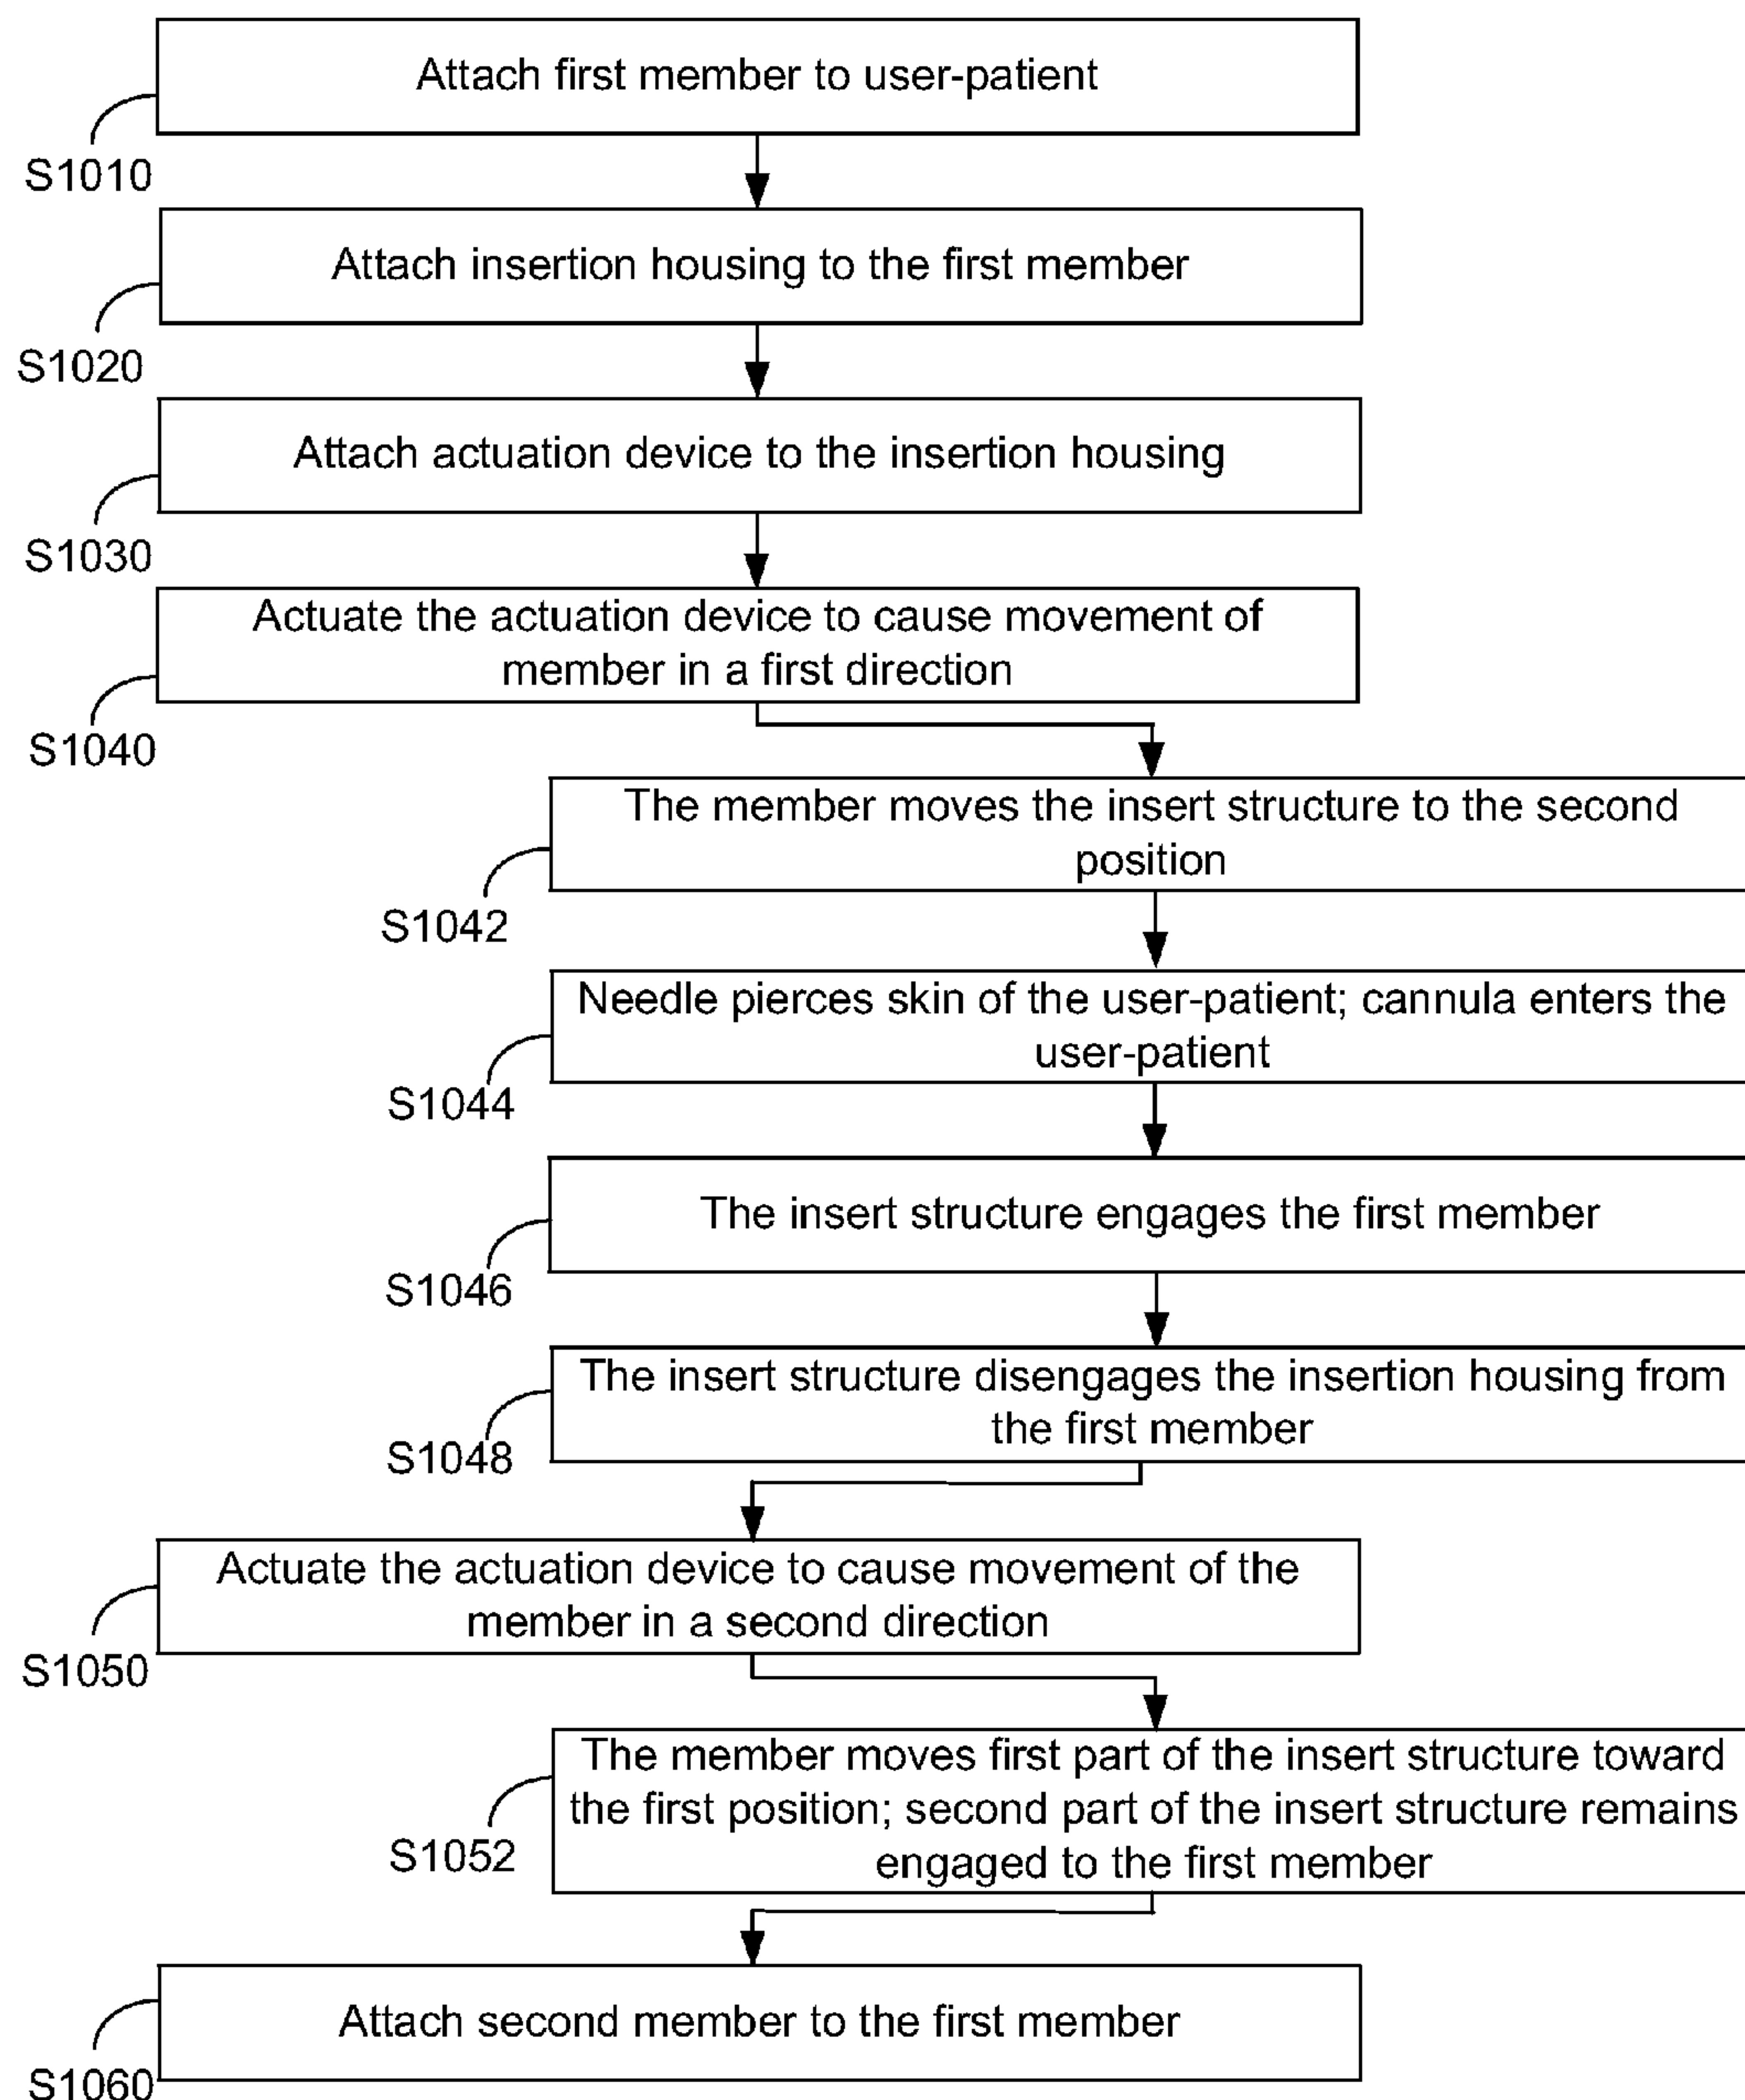 Attach first member to user-patient
S1010
Attach insertion housing to the first member
S1020
Attach actuation device to the insertion housing
S1030
Actuate the actuation device to cause movement of
member in a first direction
S1040
The member moves the insert structure to the second
position
S1042
Needle pierces skin of the user-patient; cannula enters the
user-patient
S1044
The insert structure engages the first member
S1046
The insert structure disengages the insertion housing from
the first member
S1048
Actuate the actuation device to cause movement of the
member in a second direction
S1050
The member moves first part of the insert structure toward
the first position; second part of the insert structure remains
engaged to the first member
S1052
Attach second member to the first member
S1060